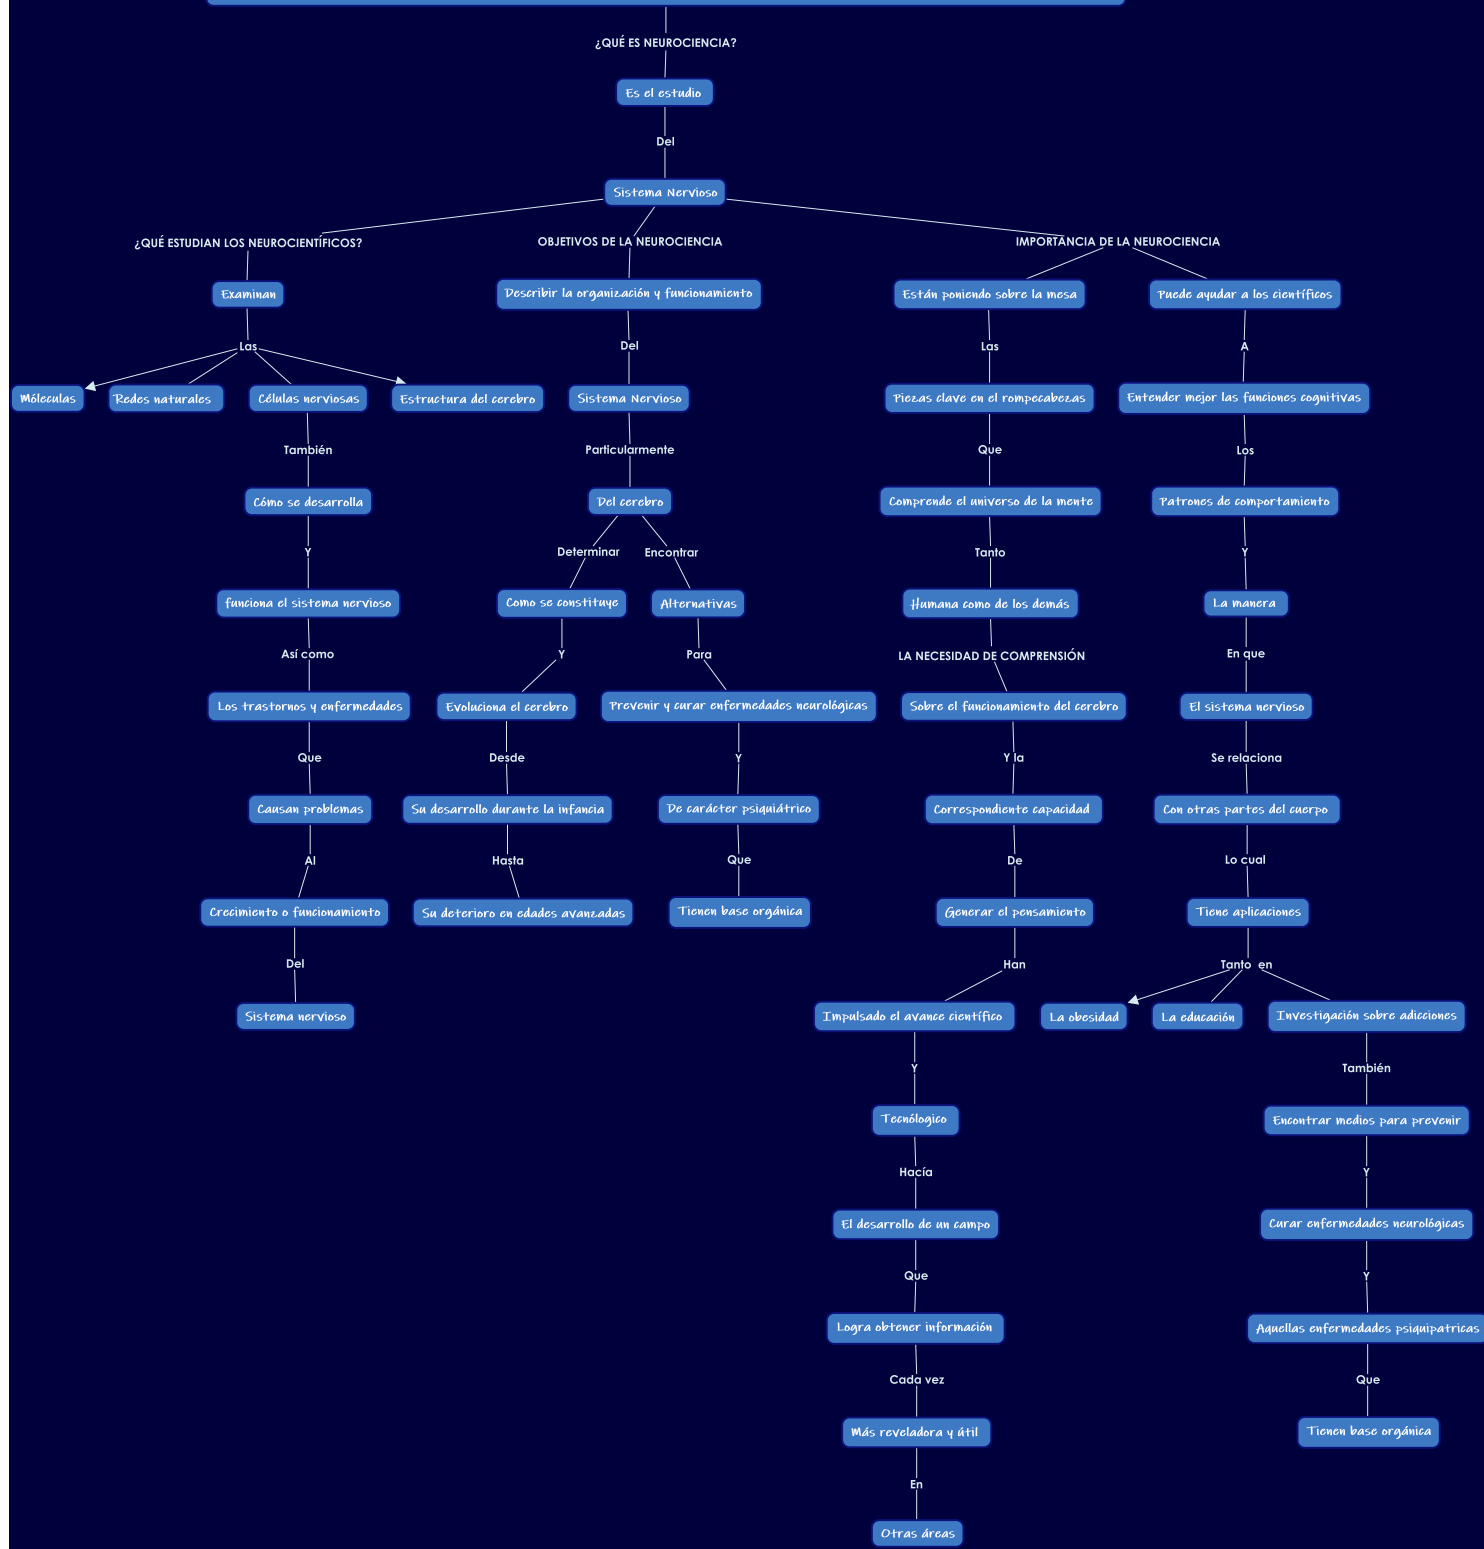 ¿QUÉ ES NEUROCIENCIA?
Es el estudio
Del
Sistema Nervioso
¿QUÉ ESTUDIAN LOS NEUROCIENTÍFICOS?
Examinan
Las
Móleculas
Redes naturales
Células nerviosas
Estructura del cerebro
También
Cómo se desarrolla
Y
funciona el sistema nervioso
Así como
Los trastornos y enfermedades
Que
Causan problemas
Al
Crecimiento o funcionamiento
Del
Sistema nervioso
OBJETIVOS DE LA NEUROCIENCIA
Describir la organización y funcionamiento
Del
Sistema Nervioso
Particularmente
Del cerebro
Determinar
Como se constituye
Y
Evoluciona el cerebro
Desde
Su desarrollo durante la infancia
Hasta
Su deterioro en edades avanzadas
Encontrar
Alternativas
Para
Prevenir y curar enfermedades neurológicas
Y
De carácter psiquiátrico
Que
Tienen base orgánica
IMPORTANCIA DE LA NEUROCIENCIA
Están poniendo sobre la mesa
Las
Piezas clave en el rompecabezas
Que
Comprende el universo de la mente
Tanto
Humana como de los demás
LA NECESIDAD DE COMPRENSIÓN
Sobre el funcionamiento del cerebro
Y la
Correspondiente capacidad
De
Generar el pensamiento
Han
Impulsado el avance científico
Y
Tecnólogico
Hacía
El desarrollo de un campo
Que
Logra obtener información
Cada vez
Más reveladora y útil
En
Otras áreas
Puede ayudar a los científicos
A
Entender mejor las funciones cognitivas
Los
Patrones de comportamiento
Y
La manera
En que
El sistema nervioso
Se relaciona
Con otras partes del cuerpo
Lo cual
Tiene aplicaciones
Tanto en
La obesidad
La educación
Investigación sobre adicciones
También
Encontrar medios para prevenir
Y
Curar enfermedades neurológicas
Y
Aquellas enfermedades psiquipatricas
Que
Tienen base orgánica